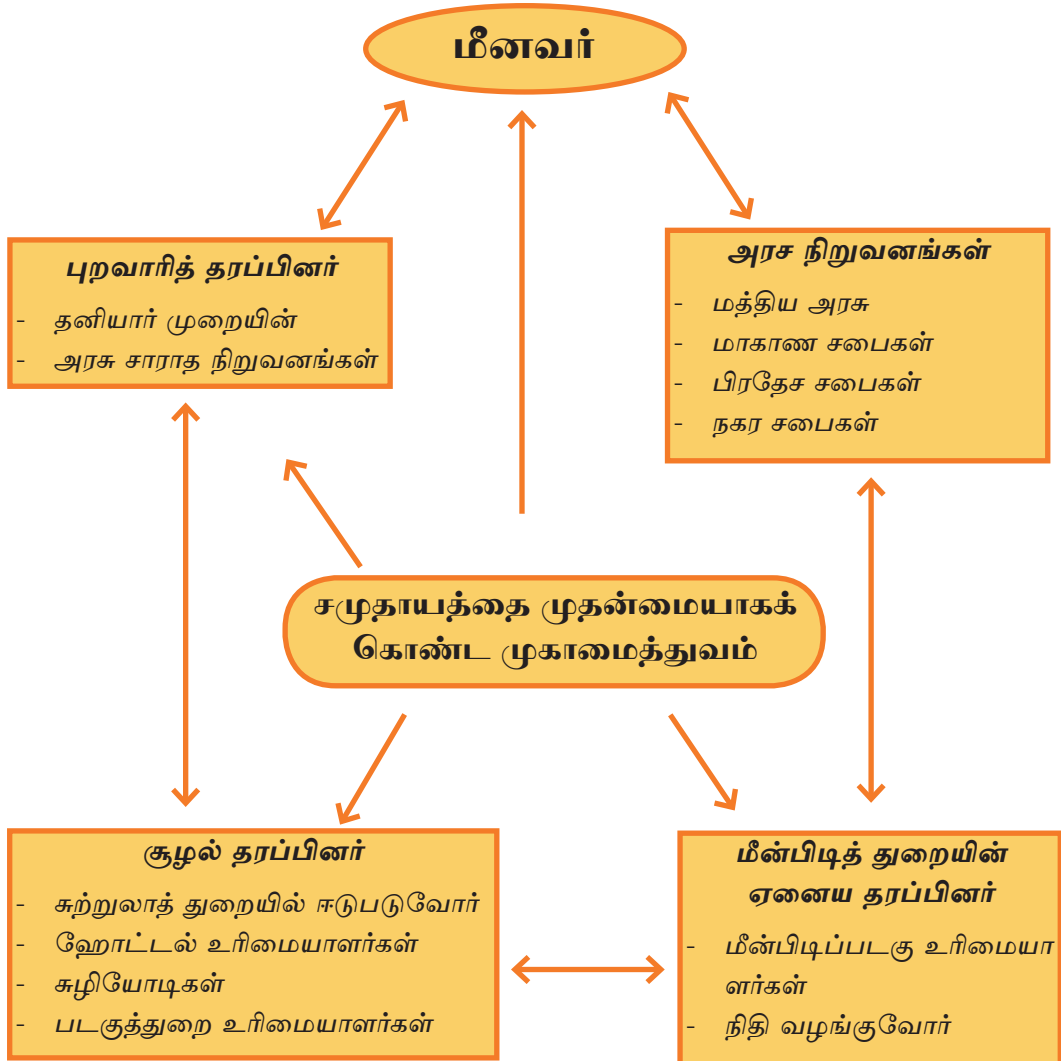 மீனவர்
புறவாரித் தரப்பினர்
- தனியார் முறையின்
- அரசு சாராத நிறுவனங்கள்
அரச நிறுவனங்கள்
- மத்திய அரசு
- மாகாண சபைகள்
- பிரதேச சபைகள்
- நகர சபைகள்
சமுதாயத்தை முதன்மையாகக்
கொண்ட முகாமைத்துவம்
சூழல் தரப்பினர்
- சுற்றுலாத் துறையில் ஈடுபடுவோர்
- ஹோட்டல் உரிமையாளர்கள்
- சுழியோடிகள்
- படகுத்துறை உரிமையாளர்கள்
மீன்பிடித் துறையின்
ஏனைய தரப்பினர்
- மீன்பிடிப்படகு உரிமையா
ளர்கள்
- நிதி வழங்குவோர்